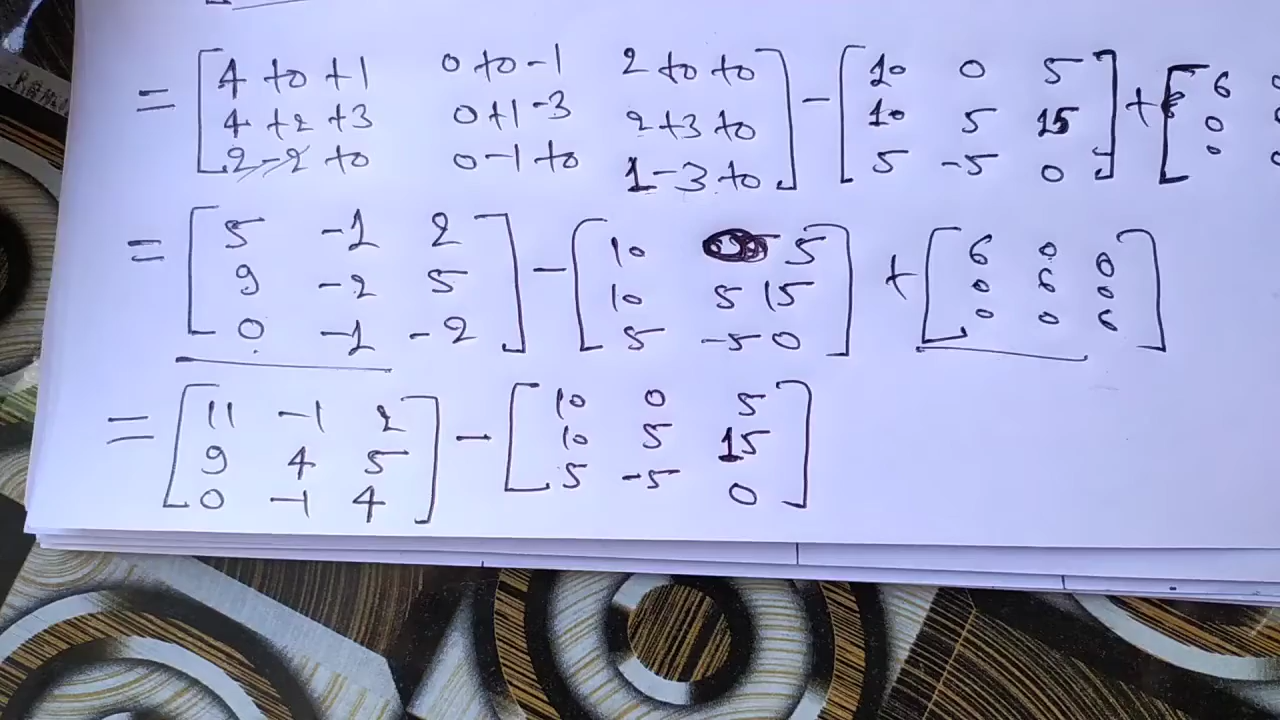 = [ 4 +0 +1 0 +0 -1 2 +0 +0 ] - [ 10 0 5 ] + [ 6
4 +2 +3 0 +1 -3 2 +3 +0 10 5 15 0
2 -2 +0 0 -1 +0 1 -3 +0 5 -5 0 0
= [ 5 -1 2 ] - [ 10 5 ] + [ 6 0 0 ]
9 -2 5 10 5 15 0 6 0
0 -1 -2 5 -5 0 0 0 6
= [ 11 -1 2 ] - [ 10 0 5 ]
9 4 5 10 5 15
0 -1 4 5 -5 0